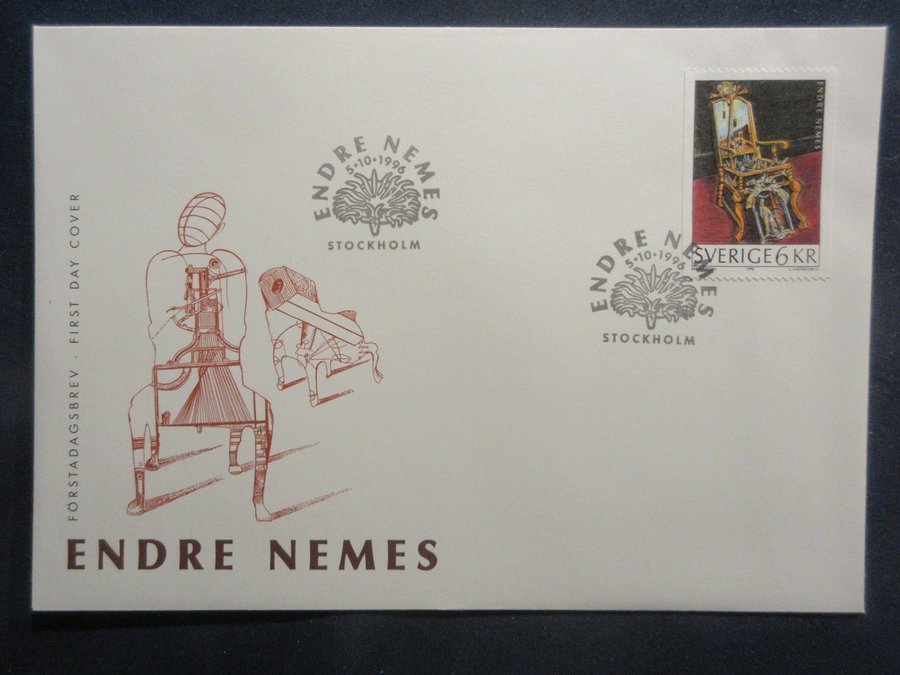 FÖRSTADAGSBREV · FIRST DAY COVER
ENDRE NEMES
5·10·1996
STOCKHOLM
ENDRE NEMES
SVERIGE 6 KR
1996
ENDRE NEMES
5·10·1996
STOCKHOLM
ENDRE NEMES